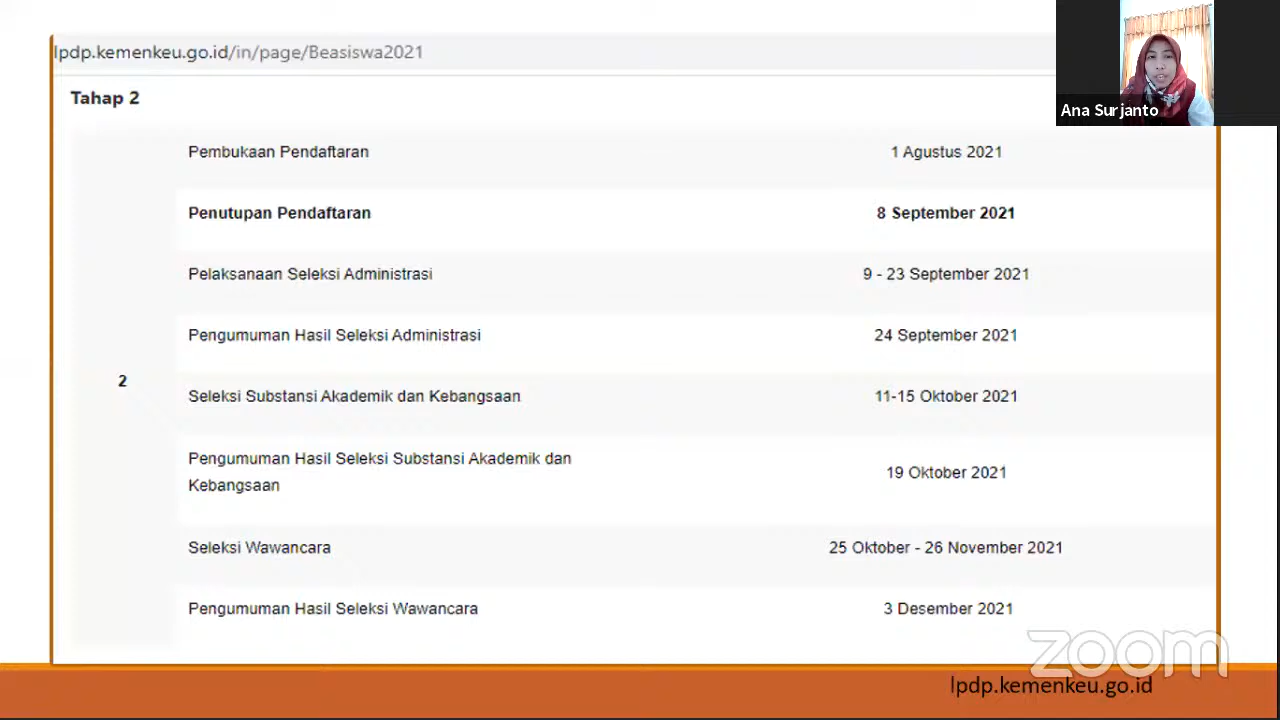 lpdp.kemenkeu.go.id/in/page/Beasiswa2021
Ana Surjanto
Tahap 2
Pembukaan Pendaftaran 1 Agustus 2021
Penutupan Pendaftaran 8 September 2021
Pelaksanaan Seleksi Administrasi 9 - 23 September 2021
Pengumuman Hasil Seleksi Administrasi 24 September 2021
2
Seleksi Substansi Akademik dan Kebangsaan 11-15 Oktober 2021
Pengumuman Hasil Seleksi Substansi Akademik dan
Kebangsaan
19 Oktober 2021
Seleksi Wawancara 25 Oktober - 26 November 2021
Pengumuman Hasil Seleksi Wawancara 3 Desember 2021
zoom
lpdp.kemenkeu.go.id